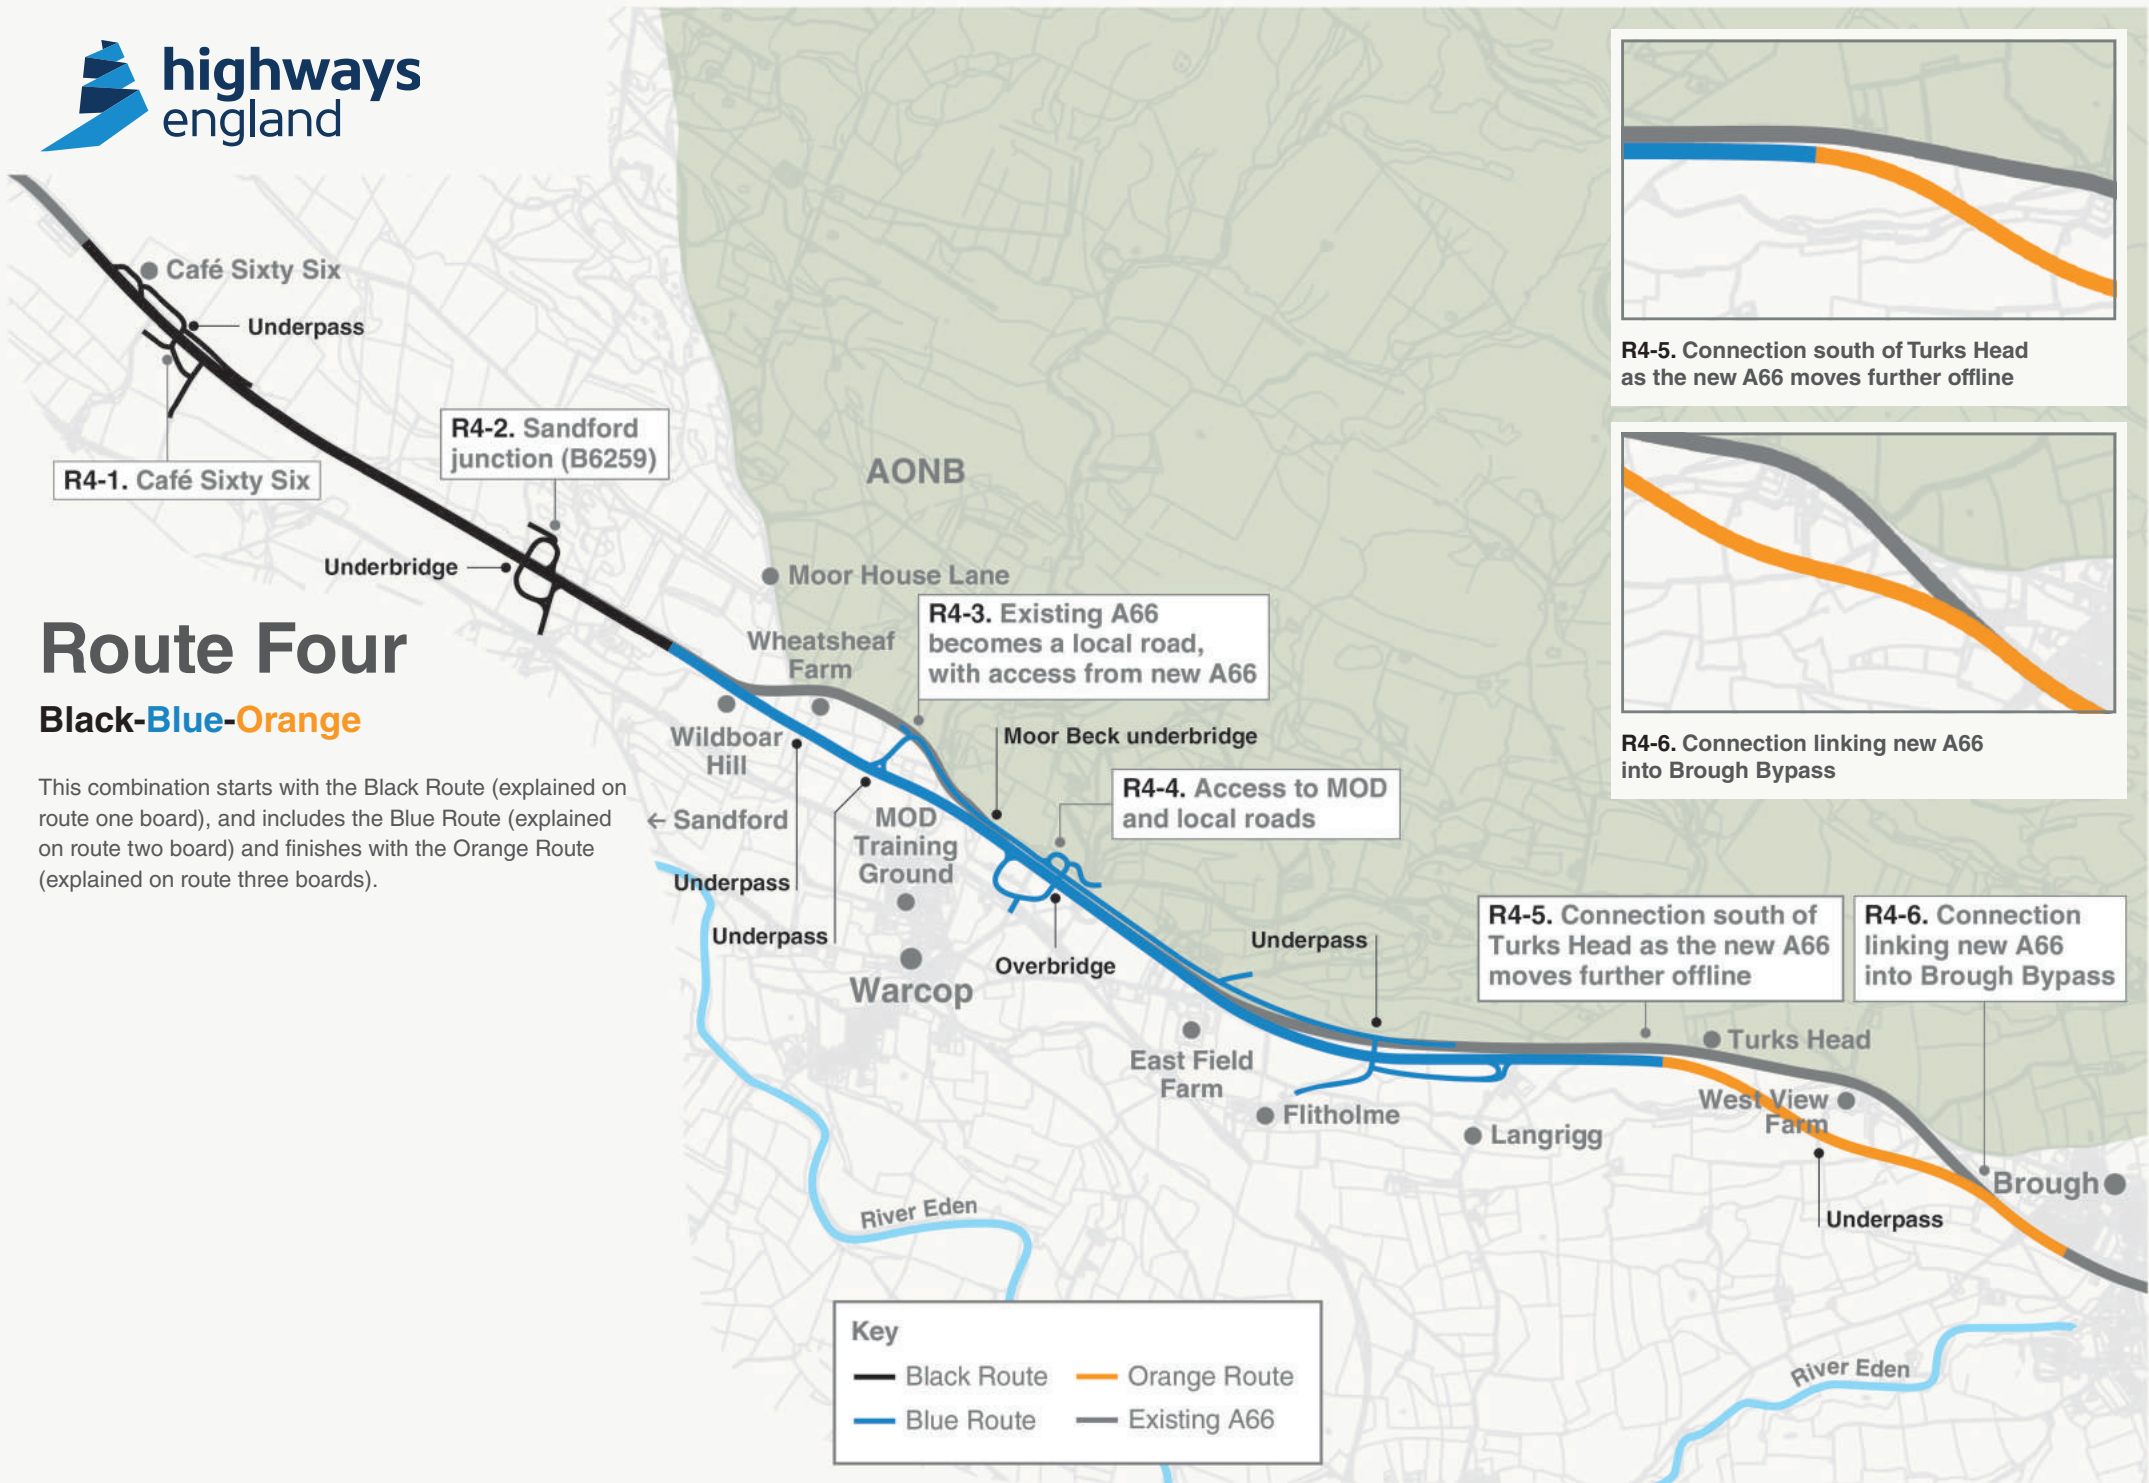 highways
england
Café Sixty Six
Underpass
R4-1. Café Sixty Six
R4-2. Sandford
junction (B6259)
Underbridge
Route Four
Black-Blue-Orange
This combination starts with the Black Route (explained on
route one board), and includes the Blue Route (explained
on route two board) and finishes with the Orange Route
(explained on route three boards).
AONB
Moor House Lane
Wheatsheaf
Farm
R4-3. Existing A66
becomes a local road,
with access from new A66
Wildboar
Hill
Moor Beck underbridge
R4-4. Access to MOD
and local roads
← Sandford
MOD
Training
Ground
Underpass
Underpass
Warcop
Overbridge
Underpass
East Field
Farm
Flitholme
Langrigg
R4-5. Connection south of
Turks Head as the new A66
moves further offline
R4-6. Connection
linking new A66
into Brough Bypass
Turks Head
West View
Farm
Underpass
Brough
River Eden
River Eden
R4-5. Connection south of Turks Head
as the new A66 moves further offline
R4-6. Connection linking new A66
into Brough Bypass
Key
Black Route
Orange Route
Blue Route
Existing A66